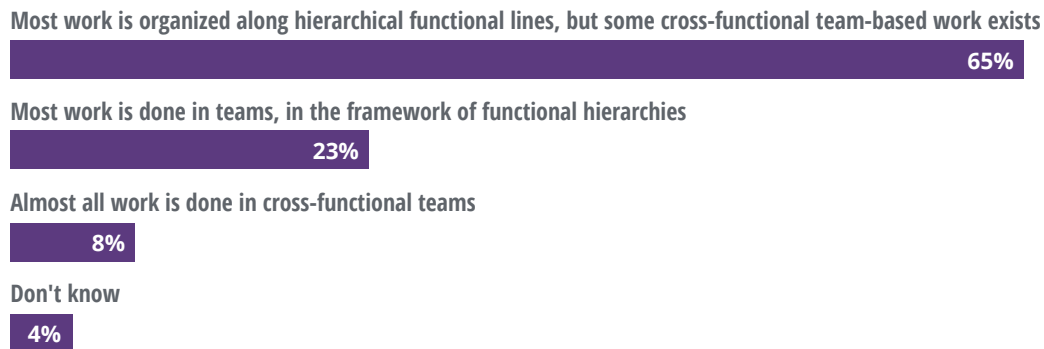 Most work is organized along hierarchical functional lines, but some cross-functional team-based work exists
65%
Most work is done in teams, in the framework of functional hierarchies
23%
Almost all work is done in cross-functional teams
8%
Don't know
4%